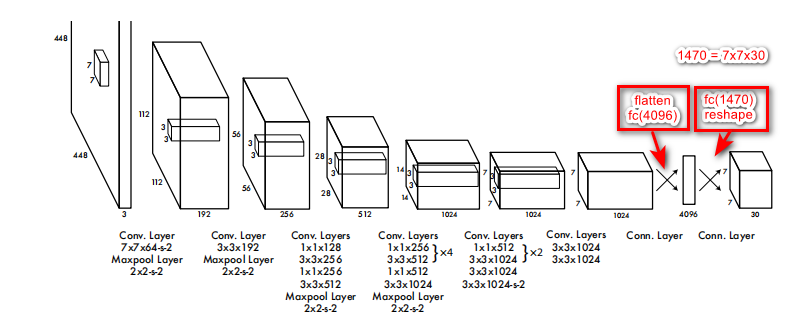 1470 = 7x7x30
flatten
fc(4096)
fc(1470)
reshape
448
448
7
7
3
112
112
3
3
192
56
56
3
3
256
28
28
3
3
512
14
14
3
3
1024
7
7
3
3
1024
7
7
1024
4096
7
7
30
Conv. Layer
7x7x64-s-2
Maxpool Layer
2x2-s-2
Conv. Layer
3x3x192
Maxpool Layer
2x2-s-2
Conv. Layers
1x1x128
3x3x256
1x1x256
3x3x512
Maxpool Layer
2x2-s-2
Conv. Layers
1x1x256
3x3x512
} ×4
1x1x512
3x3x1024
Maxpool Layer
2x2-s-2
Conv. Layers
1x1x512
3x3x1024
} ×2
3x3x1024
3x3x1024-s-2
Conv. Layers
3x3x1024
3x3x1024
Conn. Layer
Conn. Layer